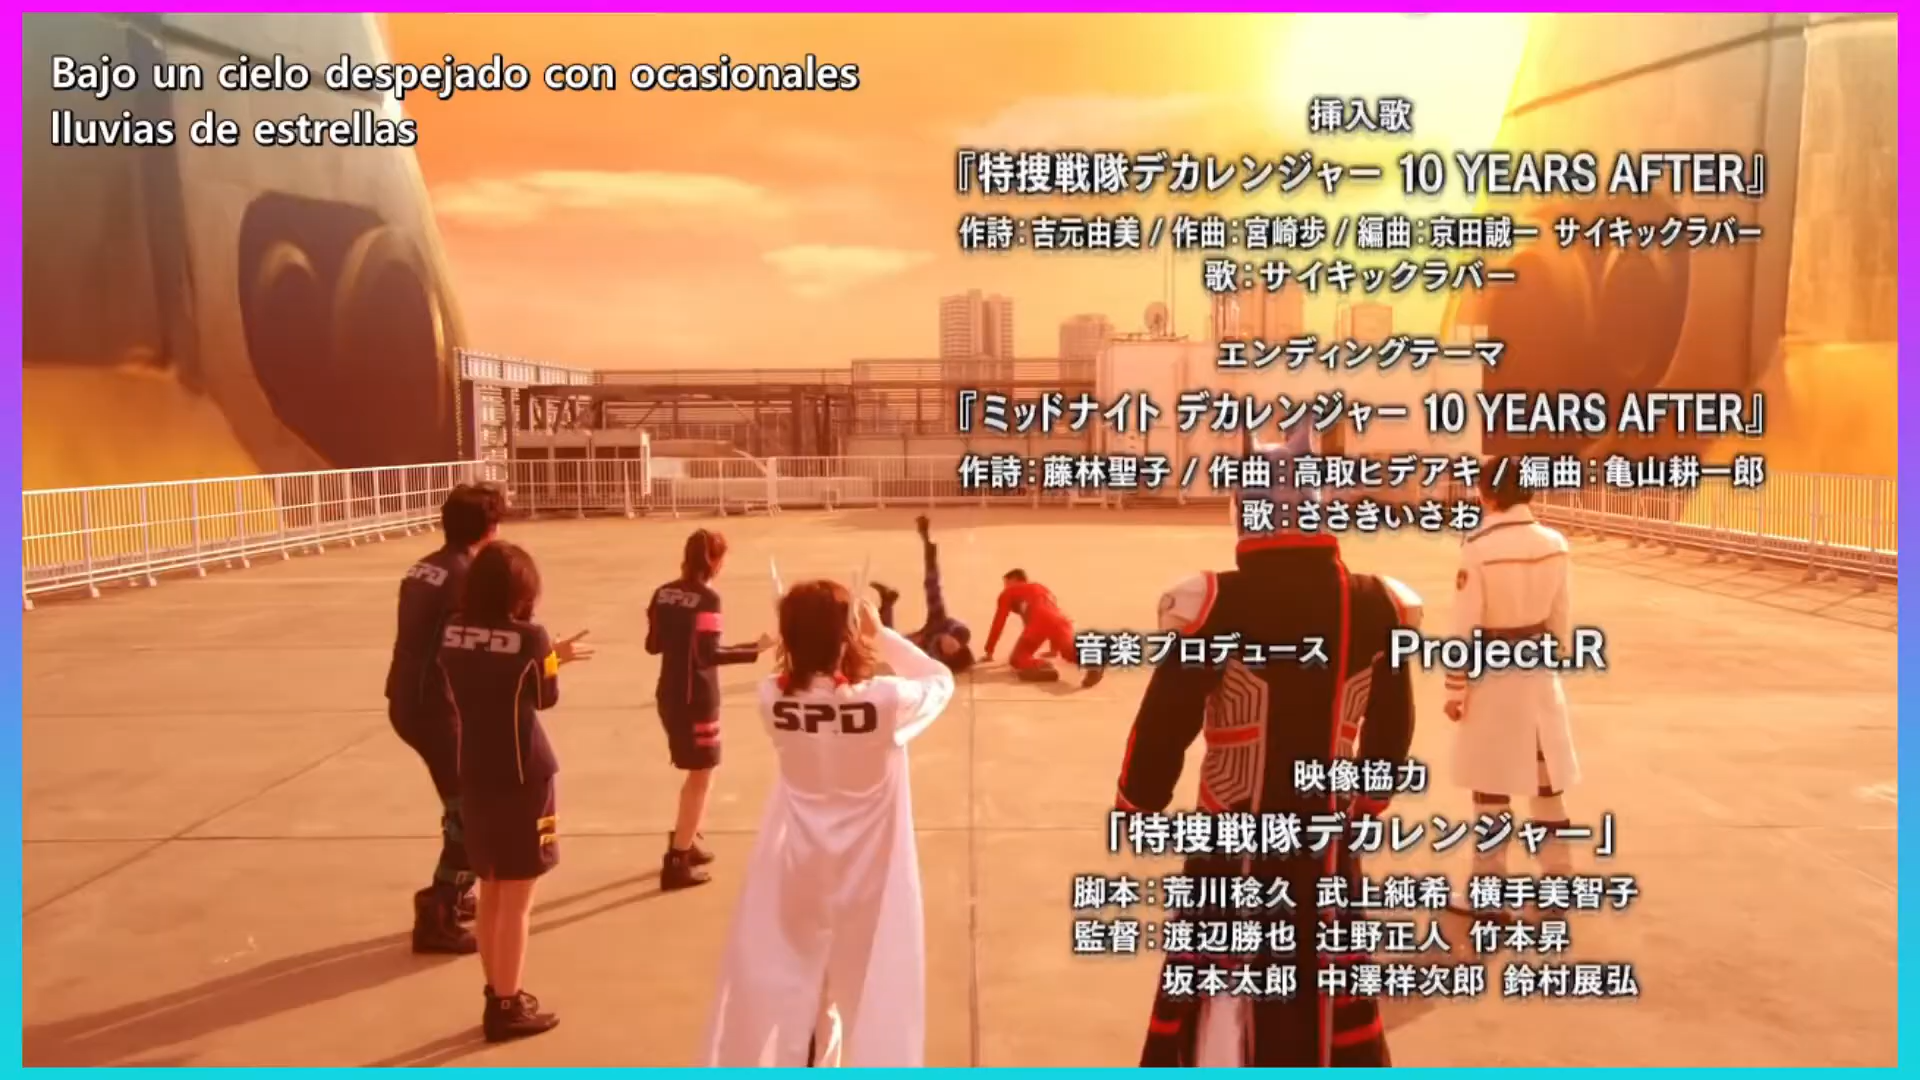 Bajo un cielo despejado con ocasionales
lluvias de estrellas
挿入歌
『特捜戦隊デカレンジャー 10 YEARS AFTER』
作詩：吉元由美 / 作曲：宮崎歩 / 編曲：京田誠一 サイキックラバー
歌：サイキックラバー
エンディングテーマ
『ミッドナイト デカレンジャー 10 YEARS AFTER』
作詩：藤林聖子 / 作曲：高取ヒデアキ / 編曲：亀山耕一郎
歌：ささきいさお
SPD
SPD
SPD
SPD
音楽プロデュース Project.R
映像協力
「特捜戦隊デカレンジャー」
脚本：荒川稔久 武上純希 横手美智子
監督：渡辺勝也 辻野正人 竹本昇
坂本太郎 中澤祥次郎 鈴村展弘